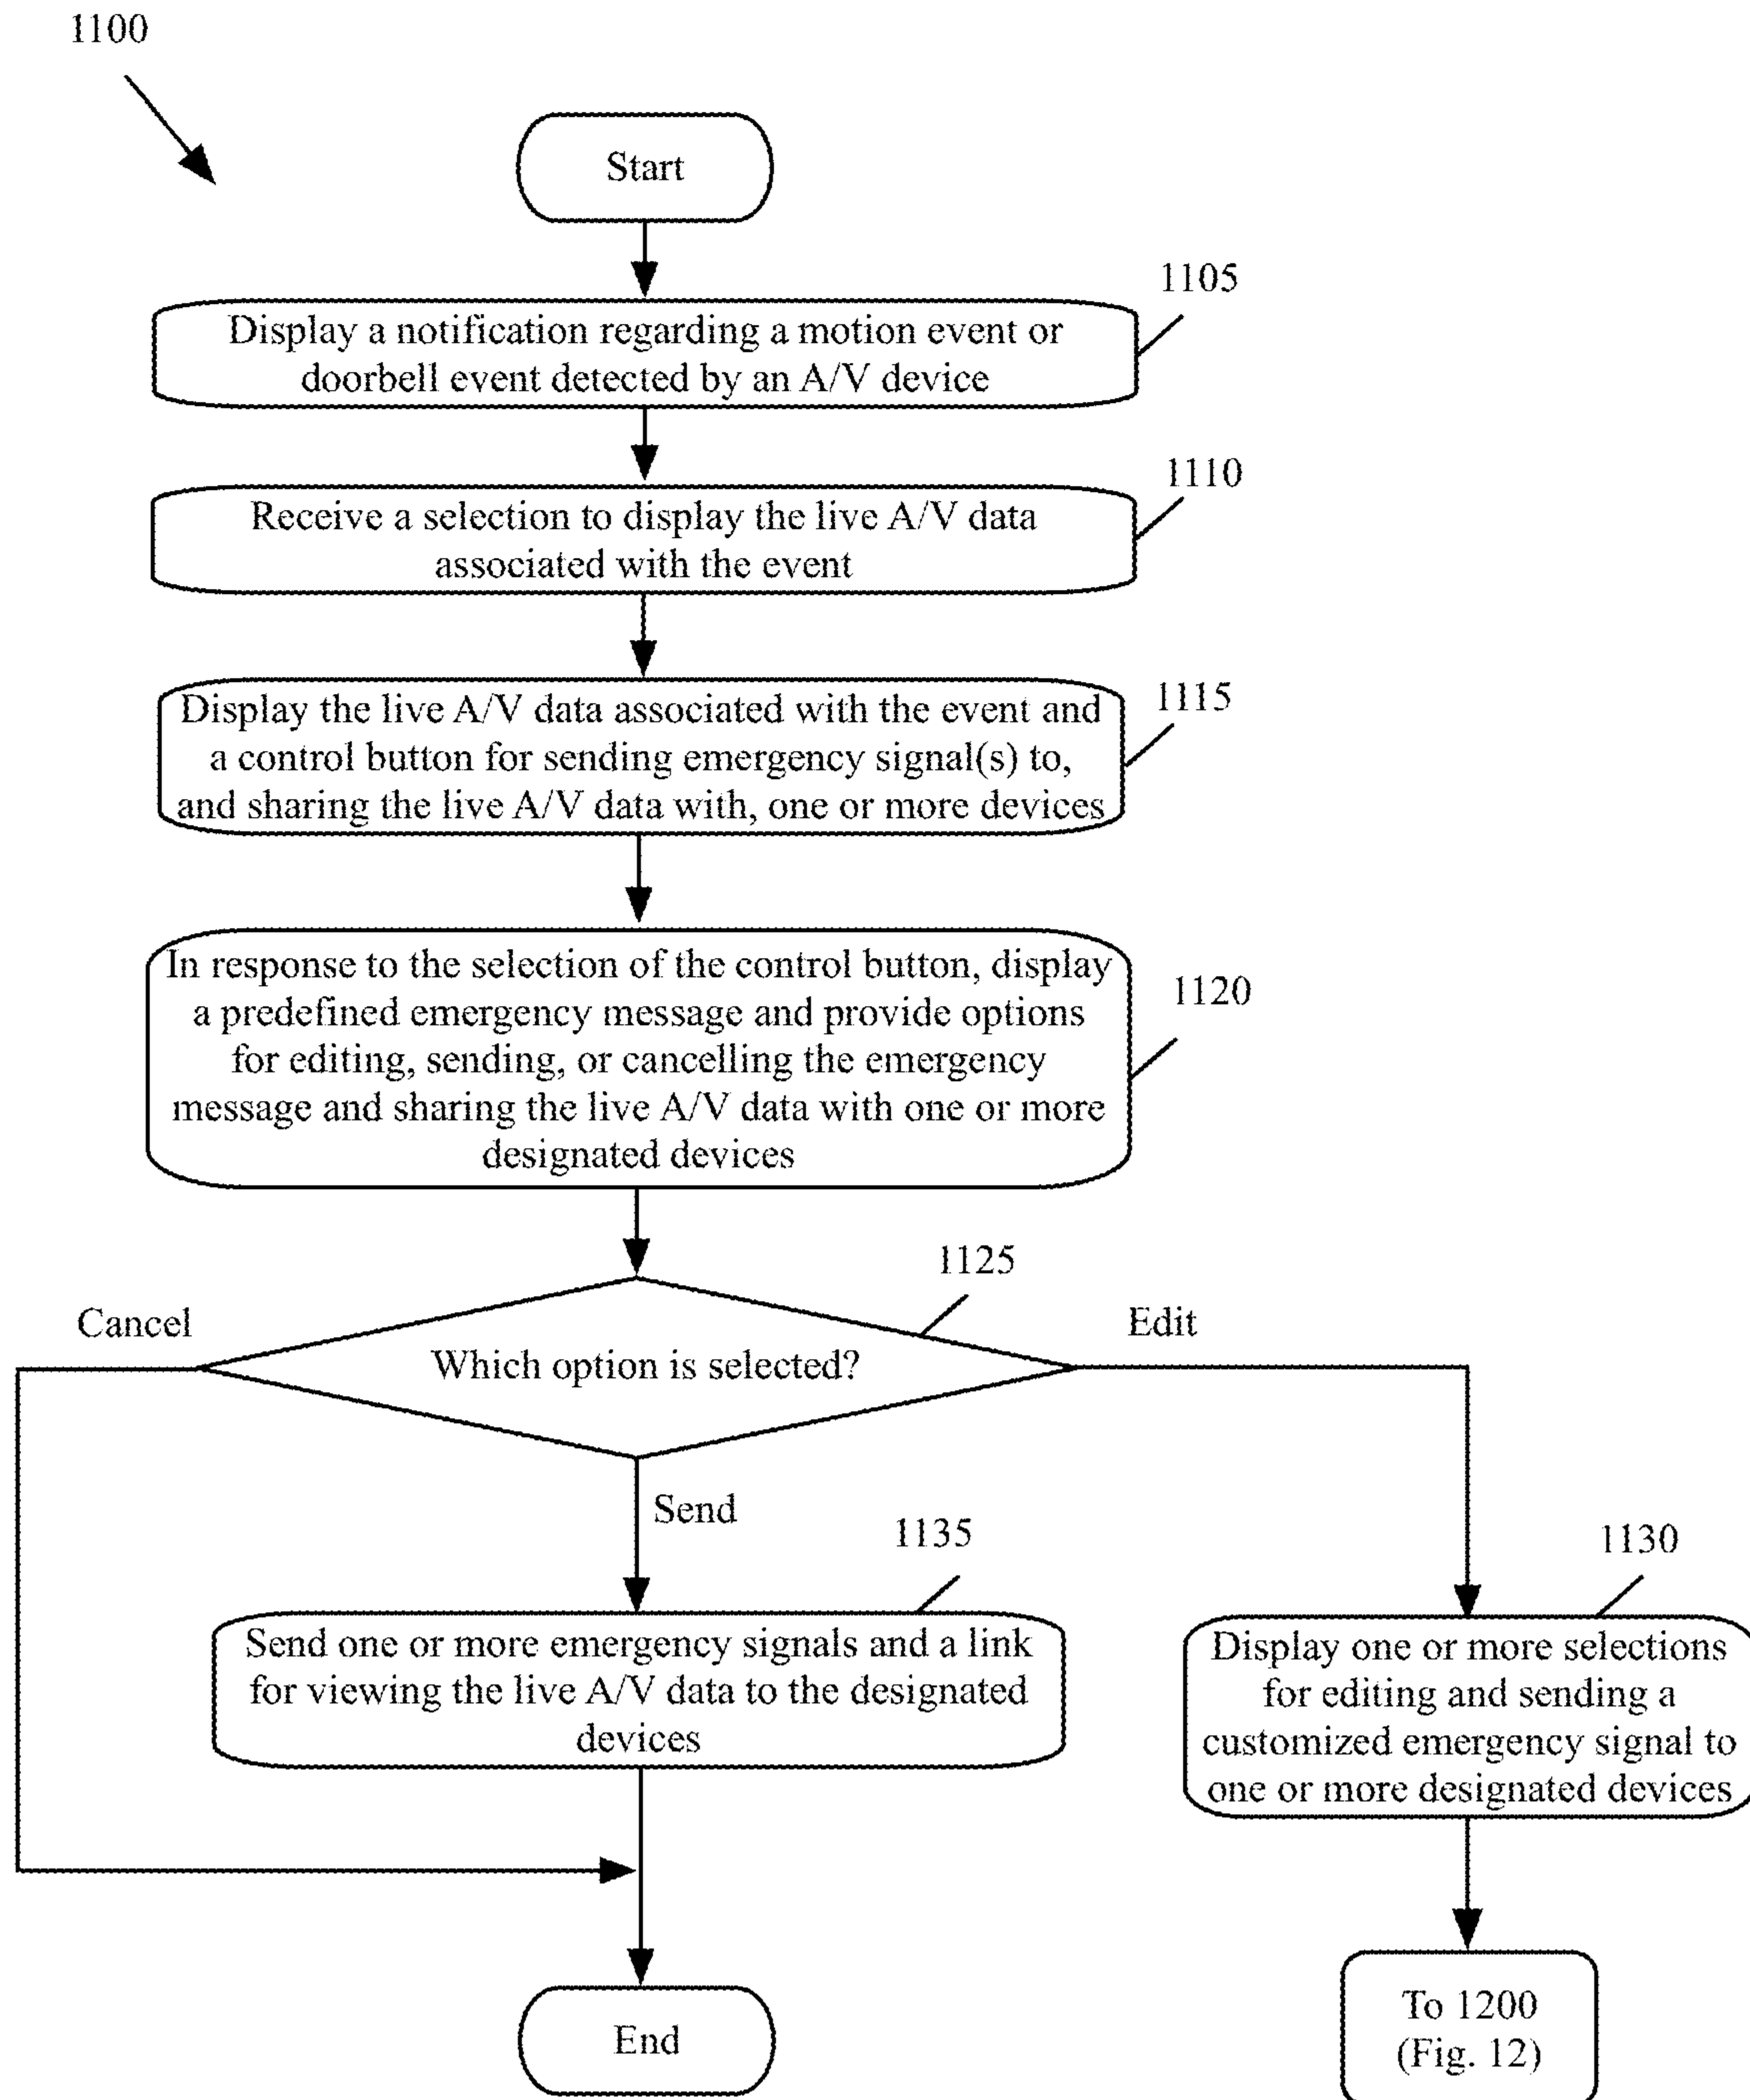 1100
Start
1105
Display a notification regarding a motion event or
doorbell event detected by an A/V device
1110
Receive a selection to display the live A/V data
associated with the event
1115
Display the live A/V data associated with the event and
a control button for sending emergency signal(s) to,
and sharing the live A/V data with, one or more devices
1120
In response to the selection of the control button, display
a predefined emergency message and provide options
for editing, sending, or cancelling the emergency
message and sharing the live A/V data with one or more
designated devices
1125
Cancel
Edit
Which option is selected?
Send
1135
1130
Send one or more emergency signals and a link
for viewing the live A/V data to the designated
devices
Display one or more selections
for editing and sending a
customized emergency signal to
one or more designated devices
End
To 1200
(Fig. 12)